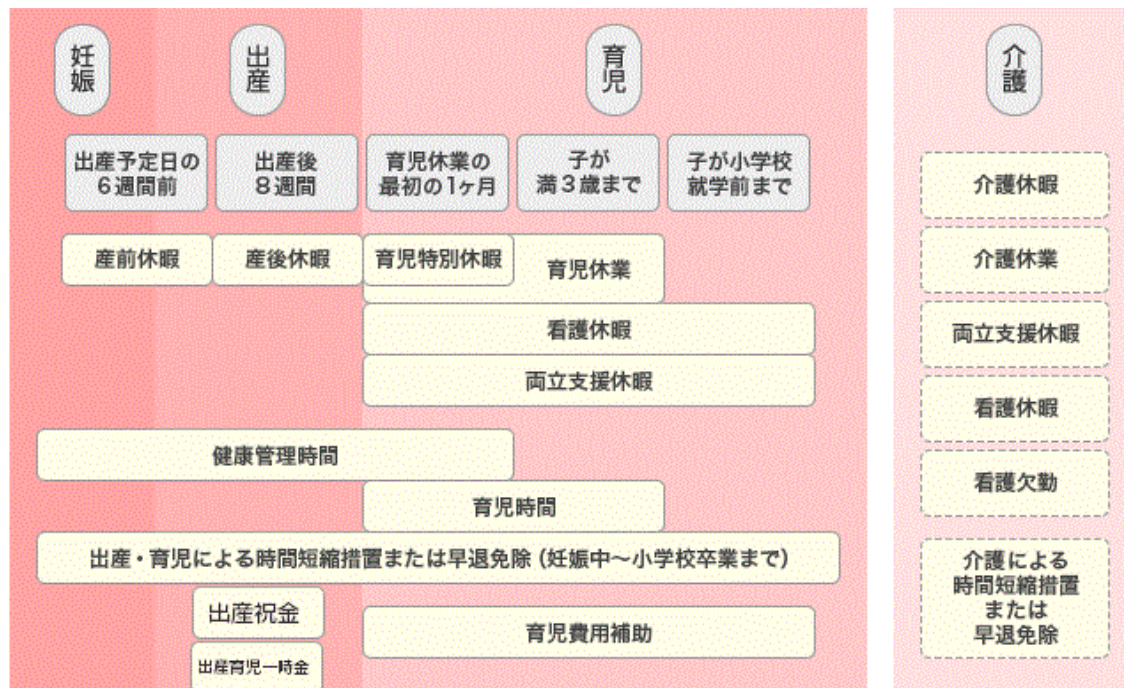 妊娠
出産
育児
介護
出産予定日の
6週間前
出産後
8週間
育児休業の
最初の1ヶ月
子が
満3歳まで
子が小学校
就学前まで
産前休暇
産後休暇
育児特別休暇
育児休業
看護休暇
両立支援休暇
健康管理時間
育児時間
出産・育児による時間短縮措置または早退免除(妊娠中~小学校卒業まで)
出産祝金
出産育児一時金
育児費用補助
介護休暇
介護休業
両立支援休暇
看護休暇
看護欠勤
介護による
時間短縮措置
または
早退免除